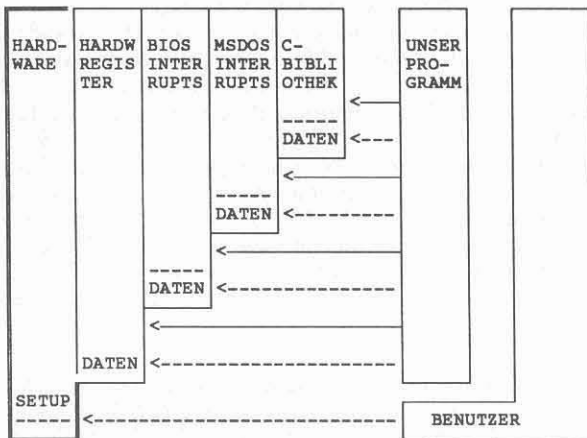 HARD- HARDW BIOS MSDOS C- UNSER
WARE REGIS INTER INTER BIBLI PRO-
TER RUPTS RUPTS OTHEK GRAMM
DATEN
DATEN
DATEN
DATEN
SETUP
BENUTZER